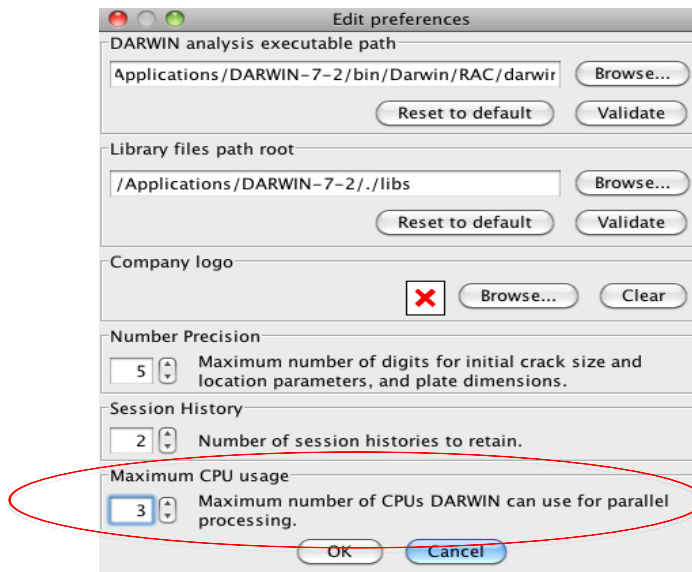 Edit preferences
DARWIN analysis executable path
Applications/DARWIN-7-2/bin/Darwin/RAC/darwin
Browse...
Reset to default
Validate
Library files path root
/Applications/DARWIN-7-2/./libs
Browse...
Reset to default
Validate
Company logo
Browse...
Clear
Number Precision
5
Maximum number of digits for initial crack size and
location parameters, and plate dimensions.
Session History
2
Number of session histories to retain.
Maximum CPU usage
3
Maximum number of CPUs DARWIN can use for parallel
processing.
OK
Cancel